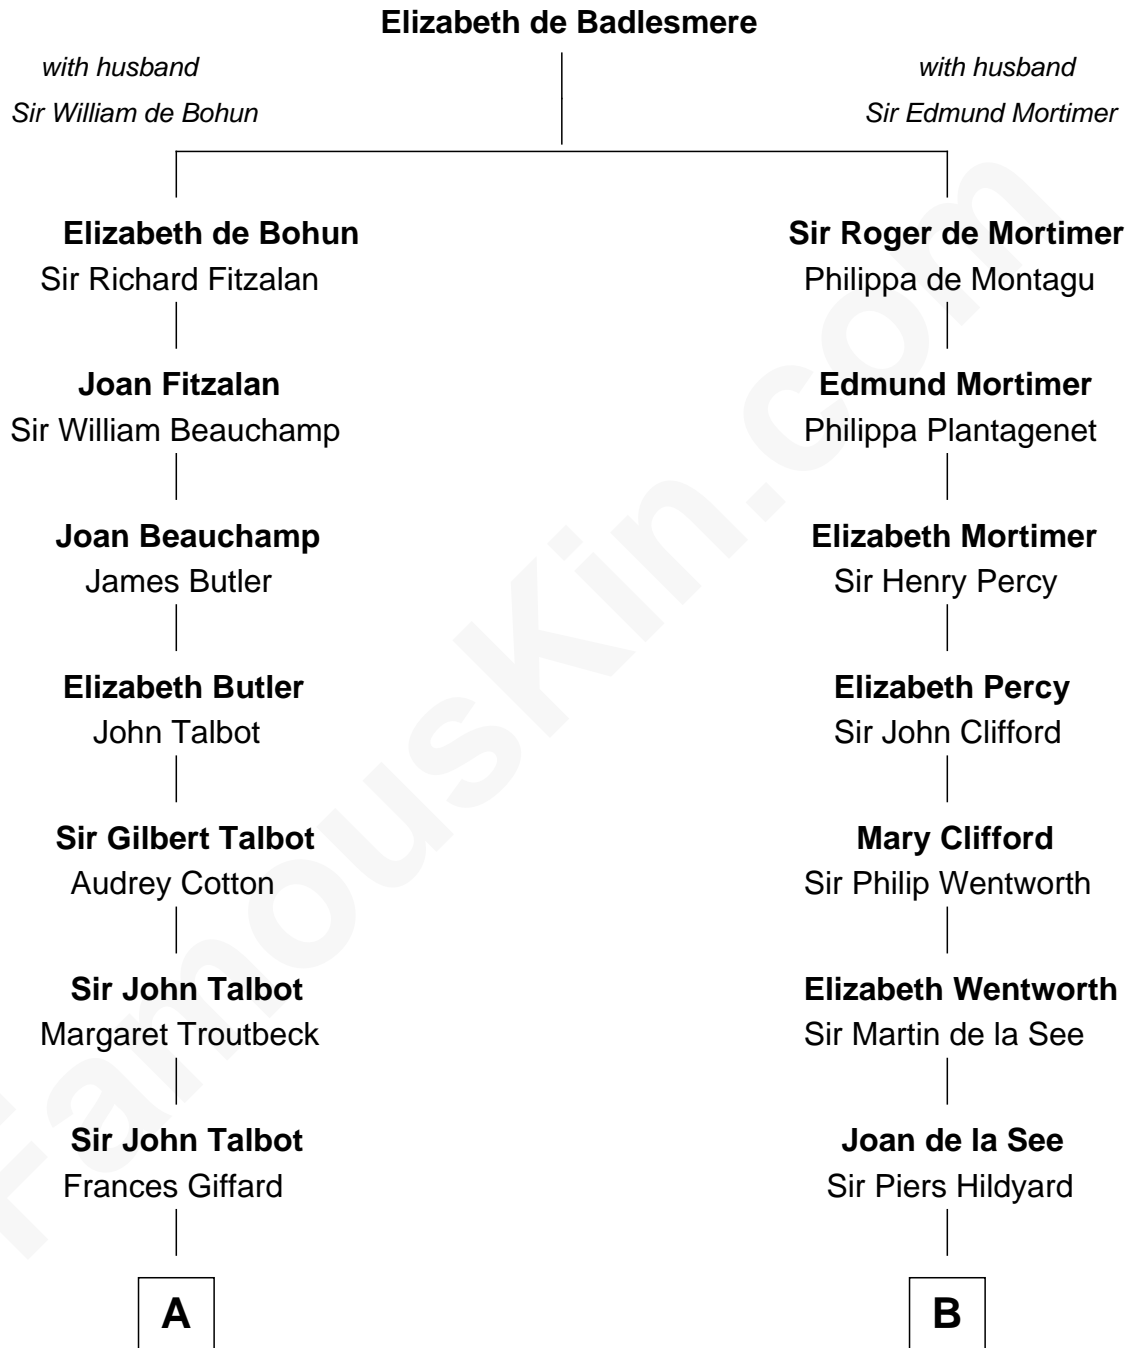 Elizabeth de Badlesmere
with husband
Sir William de Bohun
with husband
Sir Edmund Mortimer
Elizabeth de Bohun
Sir Richard Fitzalan
Sir Roger de Mortimer
Philippa de Montagu
Joan Fitzalan
Sir William Beauchamp
Edmund Mortimer
Philippa Plantagenet
Joan Beauchamp
James Butler
Elizabeth Mortimer
Sir Henry Percy
Elizabeth Butler
John Talbot
Elizabeth Percy
Sir John Clifford
Sir Gilbert Talbot
Audrey Cotton
Mary Clifford
Sir Philip Wentworth
Sir John Talbot
Margaret Troutbeck
Elizabeth Wentworth
Sir Martin de la See
Sir John Talbot
Frances Giffard
Joan de la See
Sir Piers Hildyard
A
B
FamousKin.com